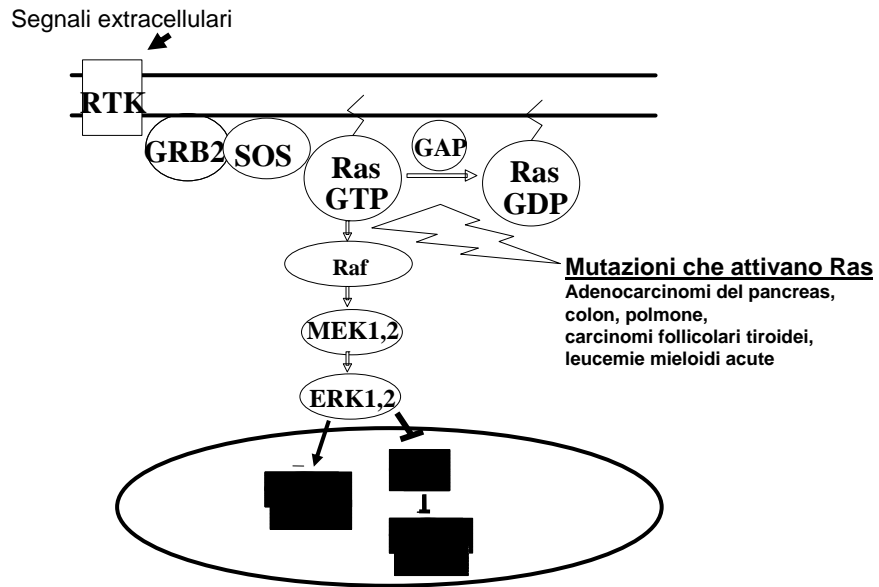 Segnali extracellulari
RTK
GRB2
SOS
Ras
GTP
GAP
Ras
GDP
Raf
MEK1,2
ERK1,2
Mutazioni che attivano Ras
Adenocarcinomi del pancreas,
colon, polmone,
carcinomi follicolari tiroidei,
leucemie mieloidi acute